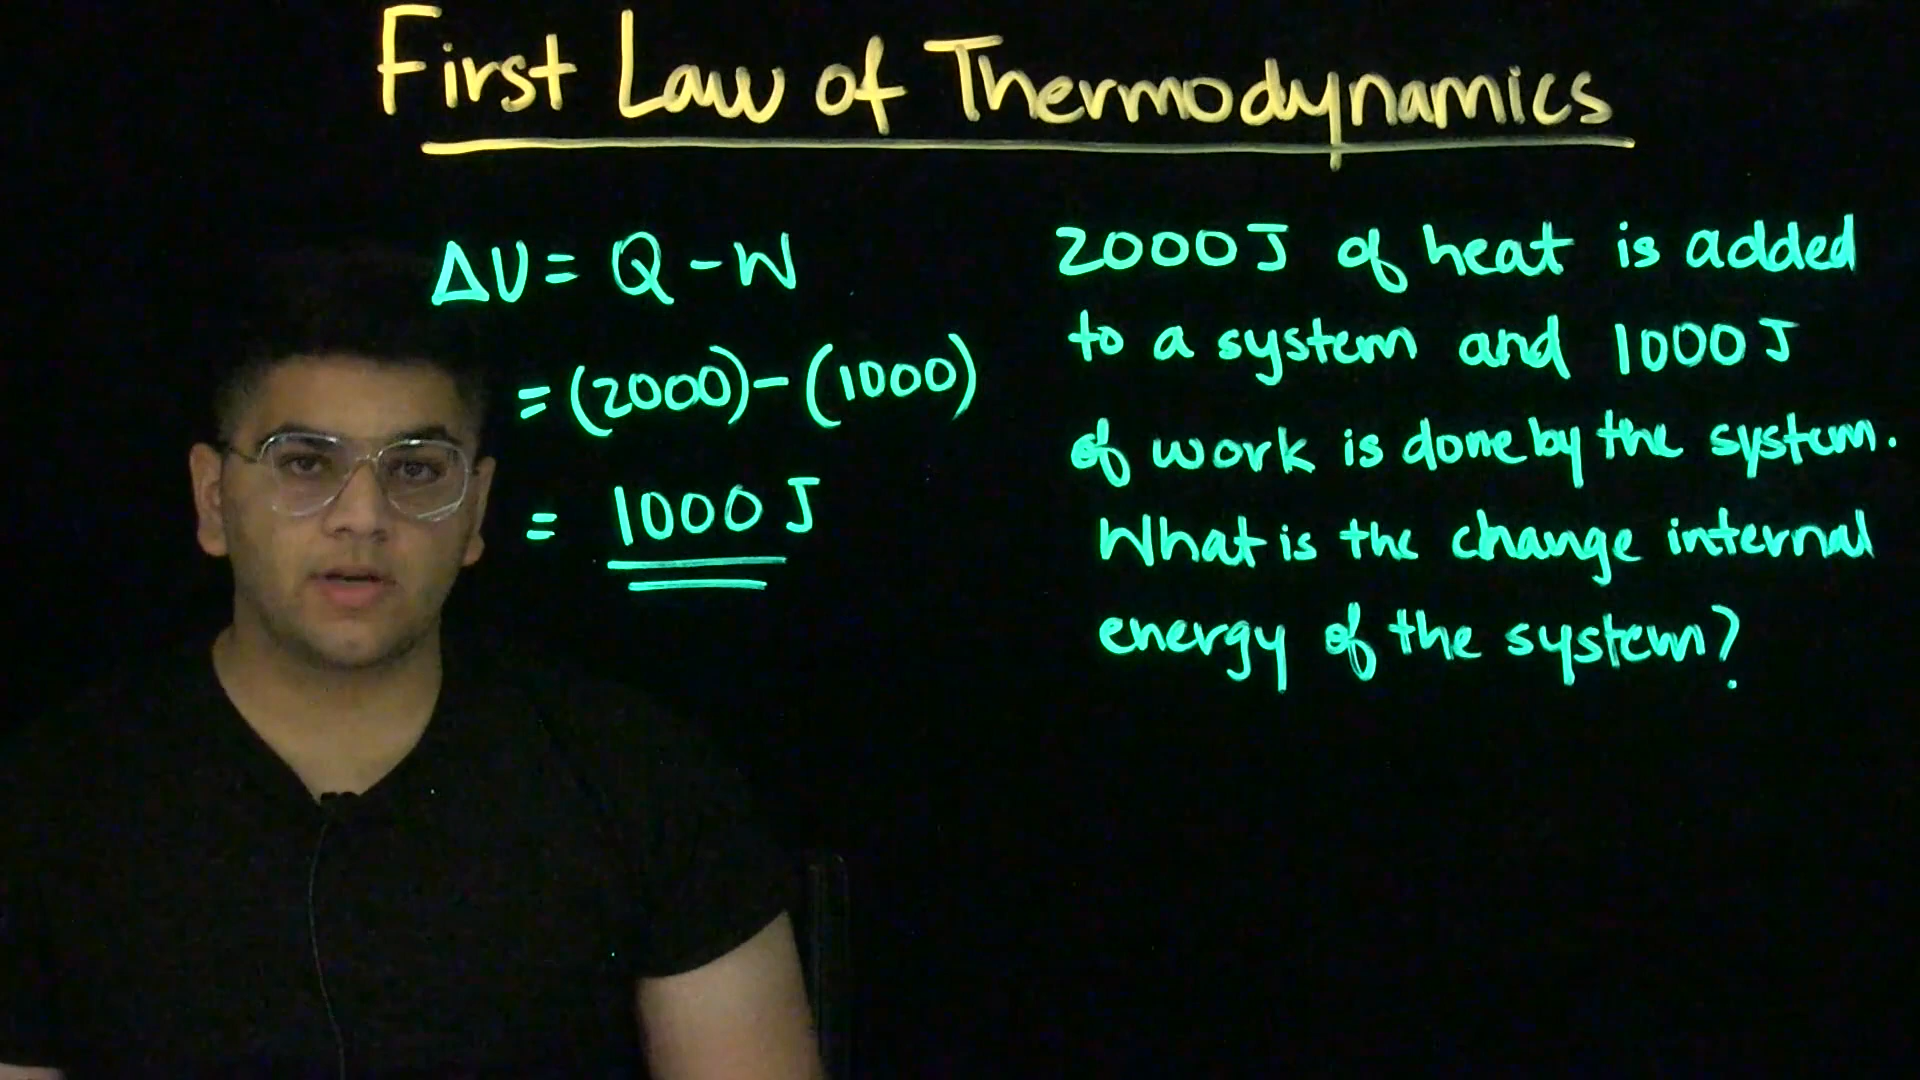 First Law of Thermodynamics
ΔU = Q - W
= (2000) - (1000)
= 1000 J
2000 J of heat is added
to a system and 1000 J
of work is done by the system.
What is the change internal
energy of the system?